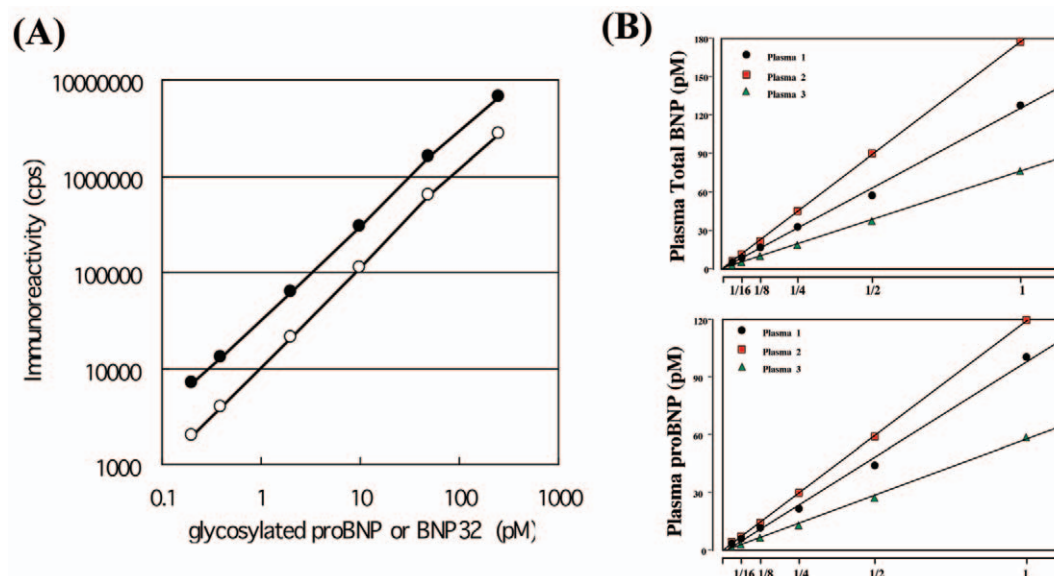 (A)
Immunoreactivity (cps)
10000000
1000000
100000
10000
1000
0.1 1 10 100 1000
glycosylated proBNP or BNP32 (pM)
(B)
Plasma Total BNP (pM)
180
150
120
90
60
30
0
Plasma 1
Plasma 2
Plasma 3
1/16 1/8 1/4 1/2 1
Plasma proBNP (pM)
120
90
60
30
0
Plasma 1
Plasma 2
Plasma 3
1/16 1/8 1/4 1/2 1